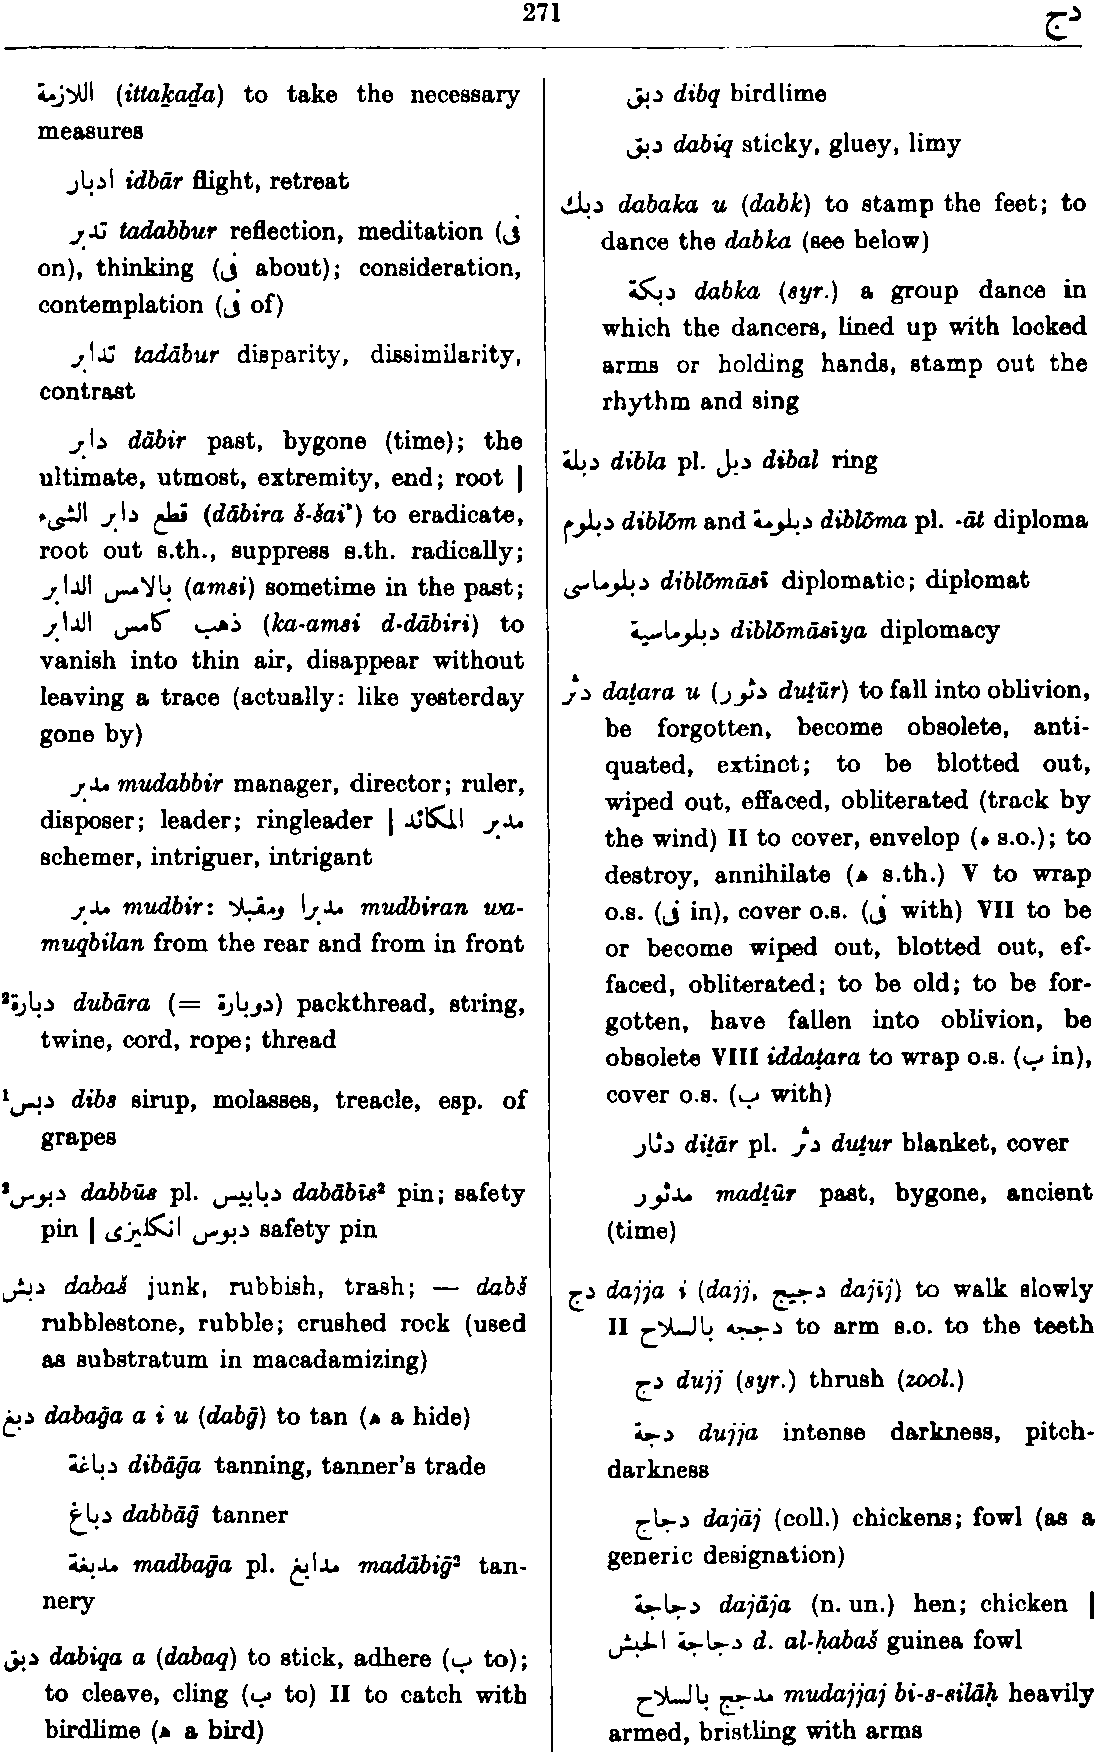 271
دج
اللازمة (ittaḵaḏa) to take the necessary
measures
ادبار idbār flight, retreat
تدبر tadabbur reflection, meditation (فى
on), thinking (فى about); consideration,
contemplation (فى of)
تدابر tadābur disparity, dissimilarity,
contrast
دابر dābir past, bygone (time); the
ultimate, utmost, extremity, end; root |
قطع دابر الشىء (dābira š-šai’) to eradicate,
root out s.th., suppress s.th. radically;
بالامس الدابر (amsi) sometime in the past;
ذهب كامس الدابر (ka-amsi d-dābiri) to
vanish into thin air, disappear without
leaving a trace (actually: like yesterday
gone by)
مدبر mudabbir manager, director; ruler,
disposer; leader; ringleader | مدبر المكائد
schemer, intriguer, intrigant
مدبر mudbir: مدبرا ومقبلا mudbiran wa-
muqbilan from the rear and from in front
²دبارة dubāra (= دوبارة) packthread, string,
twine, cord, rope; thread
¹دبس dibs sirup, molasses, treacle, esp. of
grapes
²دبوس dabbūs pl. دبابيس dabābīs² pin; safety
pin | دبوس انكليزى safety pin
دبش dabaš junk, rubbish, trash; — dabš
rubblestone, rubble; crushed rock (used
as substratum in macadamizing)
دبغ dabaḡa a i u (dabḡ) to tan (ه a hide)
دباغة dibāḡa tanning, tanner's trade
دباغ dabbāḡ tanner
مدبغة madbaḡa pl. مدابغ madābiḡ² tan-
nery
دبق dabiqa a (dabaq) to stick, adhere (ب to);
to cleave, cling (ب to) II to catch with
birdlime (ه a bird)
دبق dibq birdlime
دبق dabiq sticky, gluey, limy
دبك dabaka u (dabk) to stamp the feet; to
dance the dabka (see below)
دبكة dabka (syr.) a group dance in
which the dancers, lined up with locked
arms or holding hands, stamp out the
rhythm and sing
دبلة dibla pl. دبل dibal ring
دبلوم diblōm and دبلومة diblōma pl. -āt diploma
دبلوماسى diblōmāsī diplomatic; diplomat
دبلوماسية diblōmāsīya diplomacy
دثر daṯara u (دثور duṯūr) to fall into oblivion,
be forgotten, become obsolete, anti-
quated, extinct; to be blotted out,
wiped out, effaced, obliterated (track by
the wind) II to cover, envelop (ه s.o.); to
destroy, annihilate (ه s.th.) V to wrap
o.s. (فى in), cover o.s. (فى with) VII to be
or become wiped out, blotted out, ef-
faced, obliterated; to be old; to be for-
gotten, have fallen into oblivion, be
obsolete VIII iddaṯara to wrap o.s. (ب in),
cover o.s. (ب with)
دثار diṯār pl. دثر duṯur blanket, cover
مدثور madṯūr past, bygone, ancient
(time)
دج dajja i (dajj, دجيج dajīj) to walk slowly
II دججه بالسلاح to arm s.o. to the teeth
دج dujj (syr.) thrush (zool.)
دجة dujja intense darkness, pitch-
darkness
دجاج dajāj (coll.) chickens; fowl (as a
generic designation)
دجاجة dajāja (n. un.) hen; chicken |
دجاجة الحبش d. al-ḥabaš guinea fowl
مدجج بالسلاح mudajjaj bi-s-silāḥ heavily
armed, bristling with arms